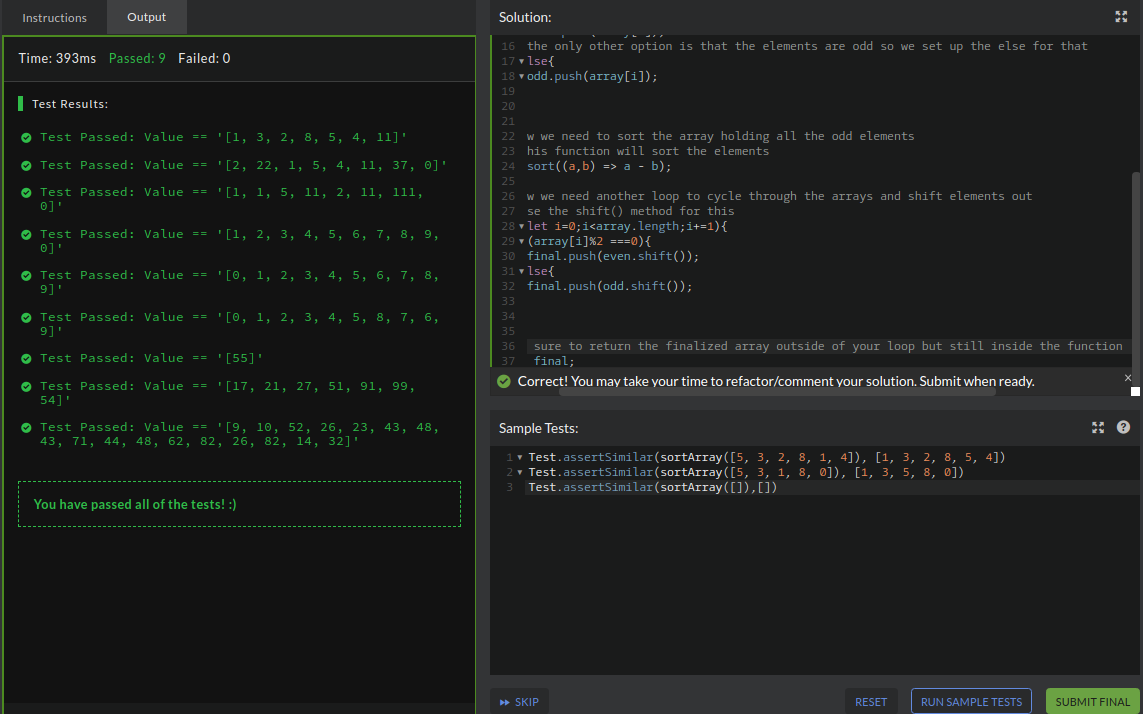 Instructions
Output
Time: 393ms Passed: 9 Failed: 0
Test Results:
Test Passed: Value == '[1, 3, 2, 8, 5, 4, 11]'
Test Passed: Value == '[2, 22, 1, 5, 4, 11, 37, 0]'
Test Passed: Value == '[1, 1, 5, 11, 2, 11, 111,
0]'
Test Passed: Value == '[1, 2, 3, 4, 5, 6, 7, 8, 9,
0]'
Test Passed: Value == '[0, 1, 2, 3, 4, 5, 6, 7, 8,
9]'
Test Passed: Value == '[0, 1, 2, 3, 4, 5, 8, 7, 6,
9]'
Test Passed: Value == '[55]'
Test Passed: Value == '[17, 21, 27, 51, 91, 99,
54]'
Test Passed: Value == '[9, 10, 52, 26, 23, 43, 48,
43, 71, 44, 48, 62, 82, 26, 82, 14, 32]'
You have passed all of the tests! :)
Solution:
16 the only other option is that the elements are odd so we set up the else for that
17 lse{
18 odd.push(array[i]);
19
20
21
22 w we need to sort the array holding all the odd elements
23 his function will sort the elements
24 sort((a,b) => a - b);
25
26 w we need another loop to cycle through the arrays and shift elements out
27 se the shift() method for this
28 let i=0;i<array.length;i+=1){
29 (array[i]%2 ===0){
30 final.push(even.shift());
31 lse{
32 final.push(odd.shift());
33
34
35
36 sure to return the finalized array outside of your loop but still inside the function
37 final;
Correct! You may take your time to refactor/comment your solution. Submit when ready.
Sample Tests:
1 Test.assertSimilar(sortArray([5, 3, 2, 8, 1, 4]), [1, 3, 2, 8, 5, 4])
2 Test.assertSimilar(sortArray([5, 3, 1, 8, 0]), [1, 3, 5, 8, 0])
3 Test.assertSimilar(sortArray([]),[])
SKIP
RESET
RUN SAMPLE TESTS
SUBMIT FINAL